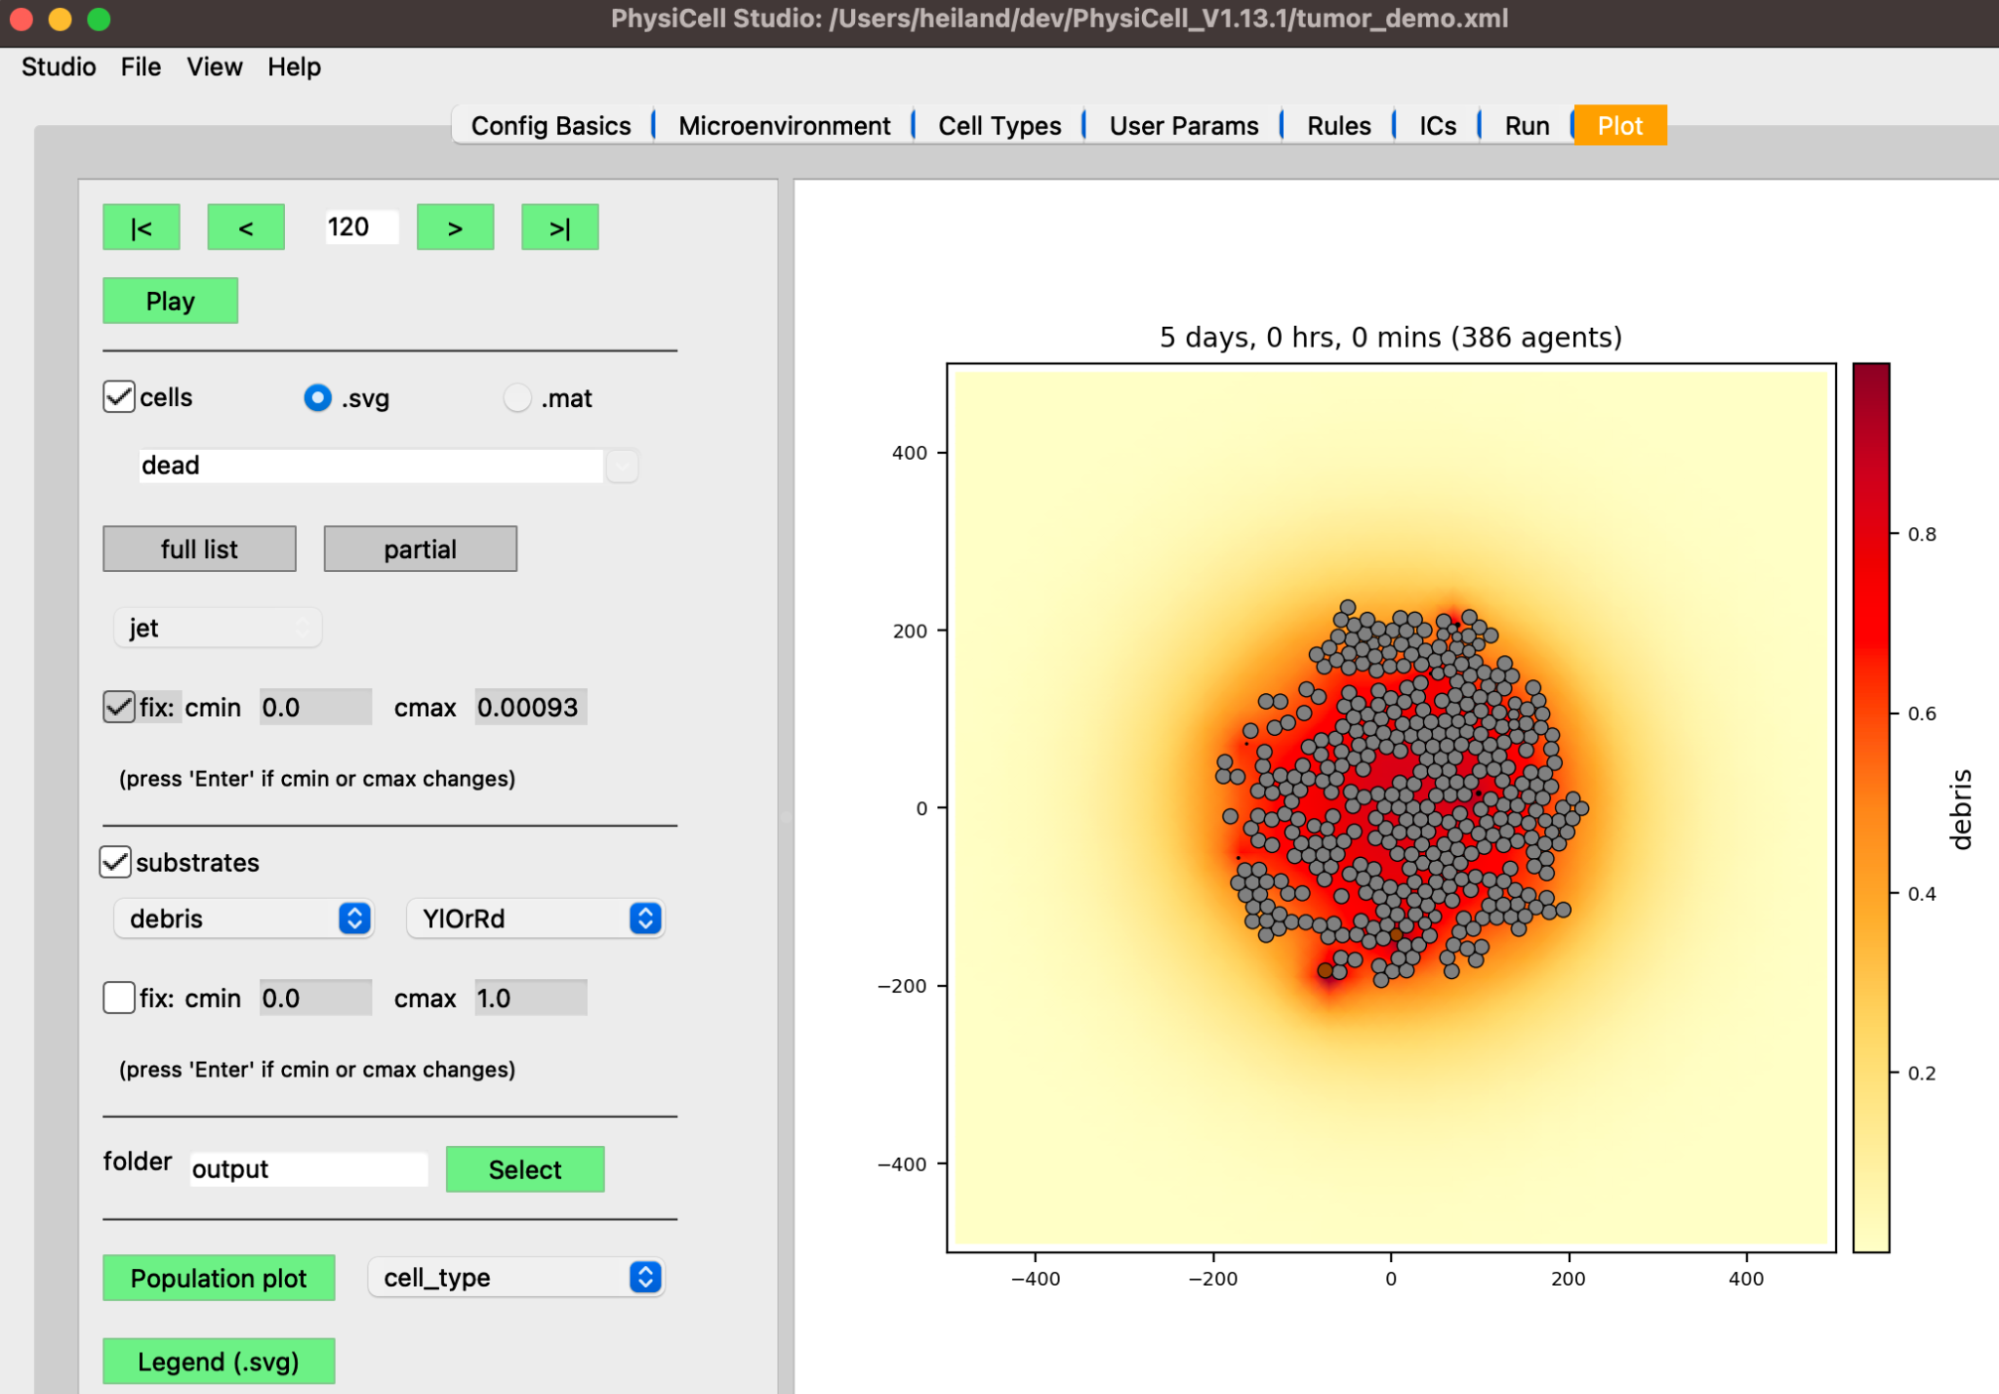 PhysiCell Studio: /Users/heiland/dev/PhysiCell_V1.13.1/tumor_demo.xml
Studio File View Help
Config Basics Microenvironment Cell Types User Params Rules ICs Run Plot
|< < 120 > >|
Play
cells .svg .mat
dead
full list partial
jet
fix: cmin 0.0 cmax 0.00093
(press 'Enter' if cmin or cmax changes)
substrates
debris YlOrRd
fix: cmin 0.0 cmax 1.0
(press 'Enter' if cmin or cmax changes)
folder output Select
Population plot cell_type
Legend (.svg)
5 days, 0 hrs, 0 mins (386 agents)
400
200
0
−200
−400
−400 −200 0 200 400
0.8
0.6
0.4
0.2
debris